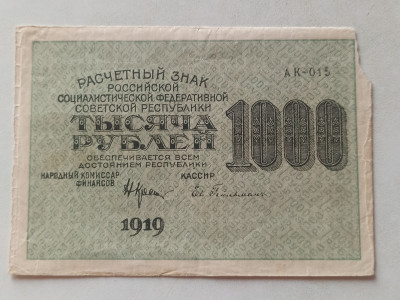 РАСЧЕТНЫЙ ЗНАК
РОССИЙСКОЙ
СОЦИАЛИСТИЧЕСКОЙ ФЕДЕРАТИВНОЙ
СОВЕТСКОЙ РЕСПУБЛИКИ
ТЫСЯЧА
РУБЛЕЙ
ОБЕСПЕЧИВАЕТСЯ ВСЕМ
ДОСТОЯНИЕМ РЕСПУБЛИКИ
НАРОДНЫЙ КОМИССАР
ФИНАНСОВ
КАССИР
1919
АК-015
1000